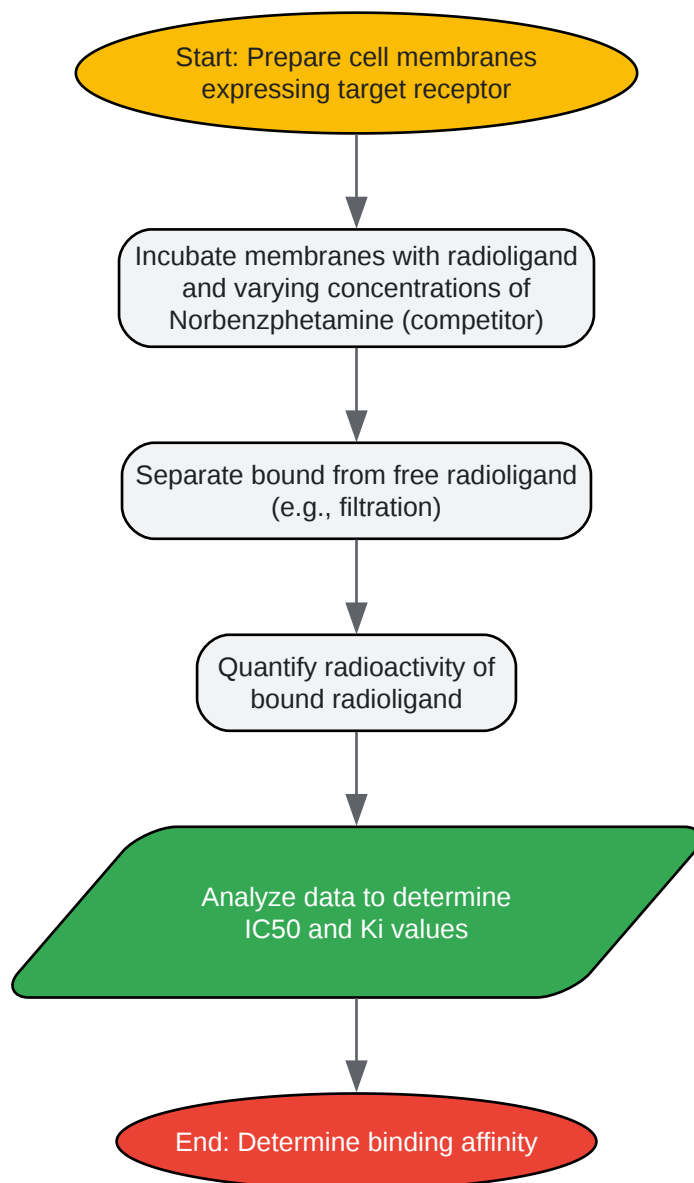 Start: Prepare cell membranes
expressing target receptor
Incubate membranes with radioligand
and varying concentrations of
Norbenzphetamine (competitor)
Separate bound from free radioligand
(e.g., filtration)
Quantify radioactivity of
bound radioligand
Analyze data to determine
IC50 and Ki values
End: Determine binding affinity